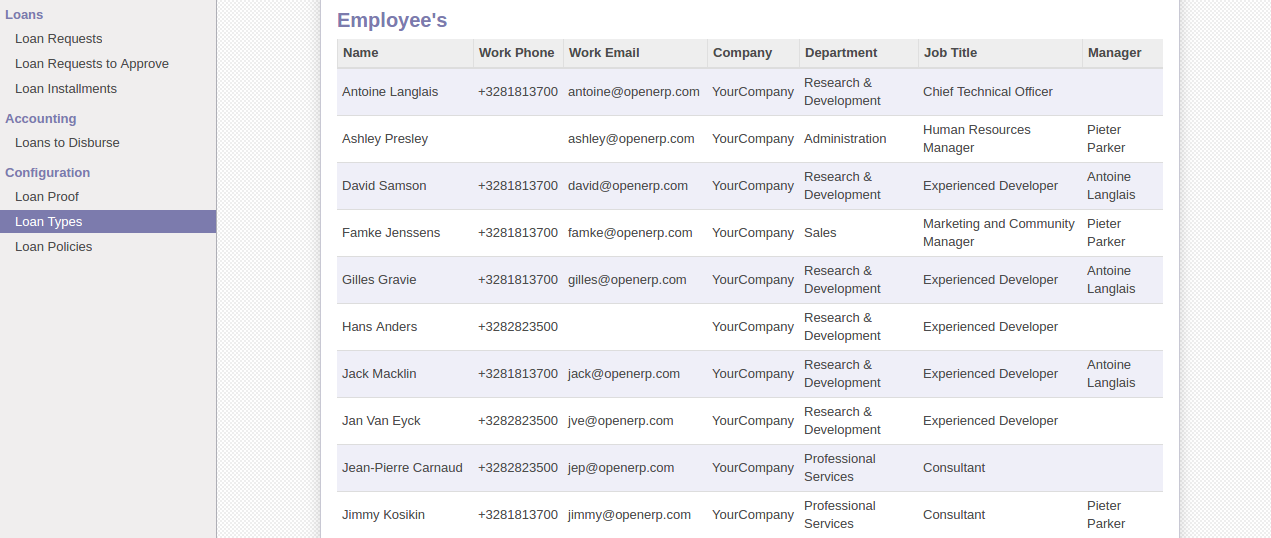 Loans
Loan Requests
Loan Requests to Approve
Loan Installments
Accounting
Loans to Disburse
Configuration
Loan Proof
Loan Types
Loan Policies
Employee's
Name Work Phone Work Email Company Department Job Title Manager
Antoine Langlais +3281813700 antoine@openerp.com YourCompany Research & Development Chief Technical Officer
Ashley Presley ashley@openerp.com YourCompany Administration Human Resources Manager Pieter Parker
David Samson +3281813700 david@openerp.com YourCompany Research & Development Experienced Developer Antoine Langlais
Famke Jenssens +3281813700 famke@openerp.com YourCompany Sales Marketing and Community Manager Pieter Parker
Gilles Gravie +3281813700 gilles@openerp.com YourCompany Research & Development Experienced Developer Antoine Langlais
Hans Anders +3282823500 YourCompany Research & Development Experienced Developer
Jack Macklin +3281813700 jack@openerp.com YourCompany Research & Development Experienced Developer Antoine Langlais
Jan Van Eyck +3282823500 jve@openerp.com YourCompany Research & Development Experienced Developer
Jean-Pierre Carnaud +3282823500 jep@openerp.com YourCompany Professional Services Consultant
Jimmy Kosikin +3281813700 jimmy@openerp.com YourCompany Professional Services Consultant Pieter Parker